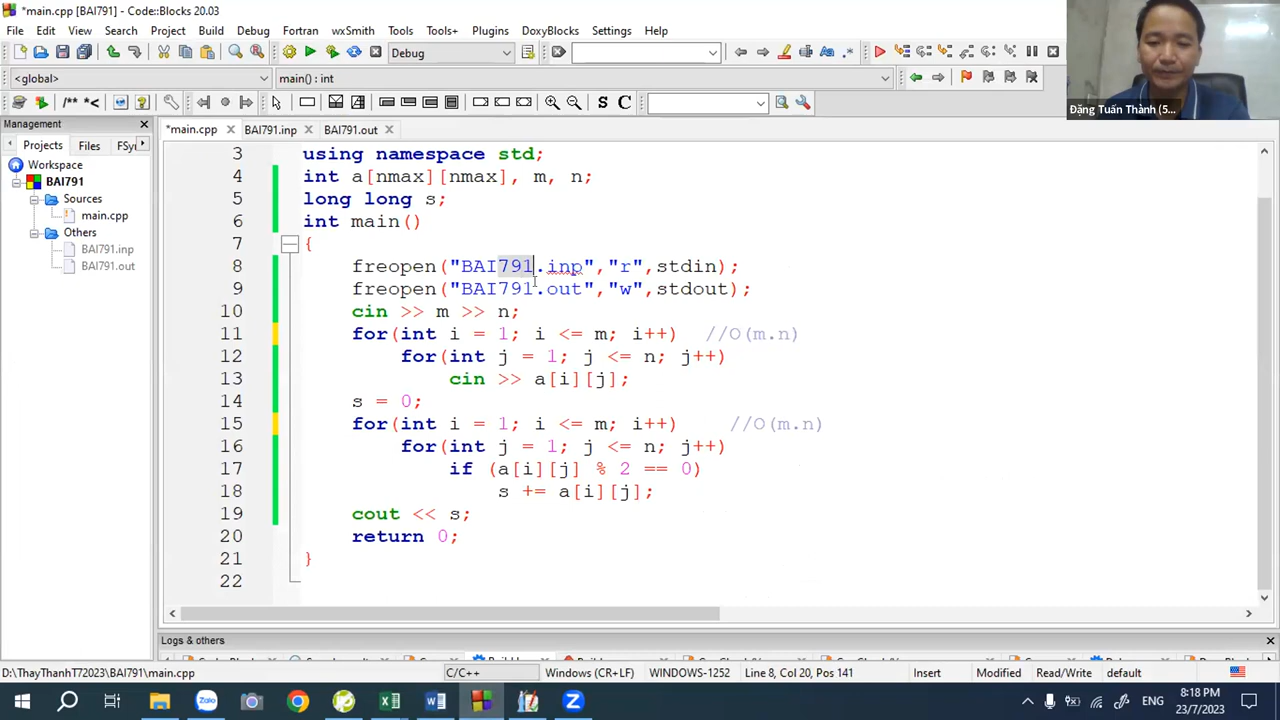 *main.cpp [BAI791] - Code::Blocks 20.03
File Edit View Search Project Build Debug Fortran wxSmith Tools Tools+ Plugins DoxyBlocks Settings Help
Debug
<global>
main() : int
/** *<
S C
Đặng Tuấn Thành (5...
Management
Projects Files FSy
Workspace
BAI791
Sources
main.cpp
Others
BAI791.inp
BAI791.out
*main.cpp BAI791.inp BAI791.out
3 using namespace std;
4 int a[nmax][nmax], m, n;
5 long long s;
6 int main()
7 {
8 freopen("BAI791.inp","r",stdin);
9 freopen("BAI791.out","w",stdout);
10 cin >> m >> n;
11 for(int i = 1; i <= m; i++) //O(m.n)
12 for(int j = 1; j <= n; j++)
13 cin >> a[i][j];
14 s = 0;
15 for(int i = 1; i <= m; i++) //O(m.n)
16 for(int j = 1; j <= n; j++)
17 if (a[i][j] % 2 == 0)
18 s += a[i][j];
19 cout << s;
20 return 0;
21 }
22
Logs & others
D:\ThayThanhT72023\BAI791\main.cpp C/C++ Windows (CR+LF) WINDOWS-1252 Line 8, Col 20, Pos 141 Insert Modified Read/Write default
Zalo
ENG
8:18 PM
23/7/2023